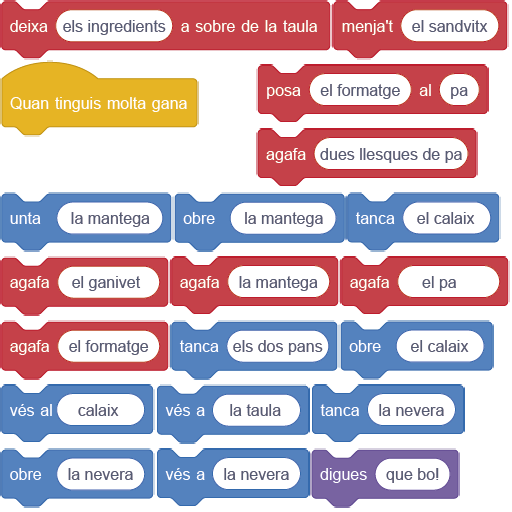 deixa els ingredients a sobre de la taula menja't el sandvitx
Quan tinguis molta gana
posa el formatge al pa
agafa dues llesques de pa
unta la mantega obre la mantega tanca el calaix
agafa el ganivet agafa la mantega agafa el pa
agafa el formatge tanca els dos pans obre el calaix
vés al calaix vés a la taula tanca la nevera
obre la nevera vés a la nevera digues que bo!